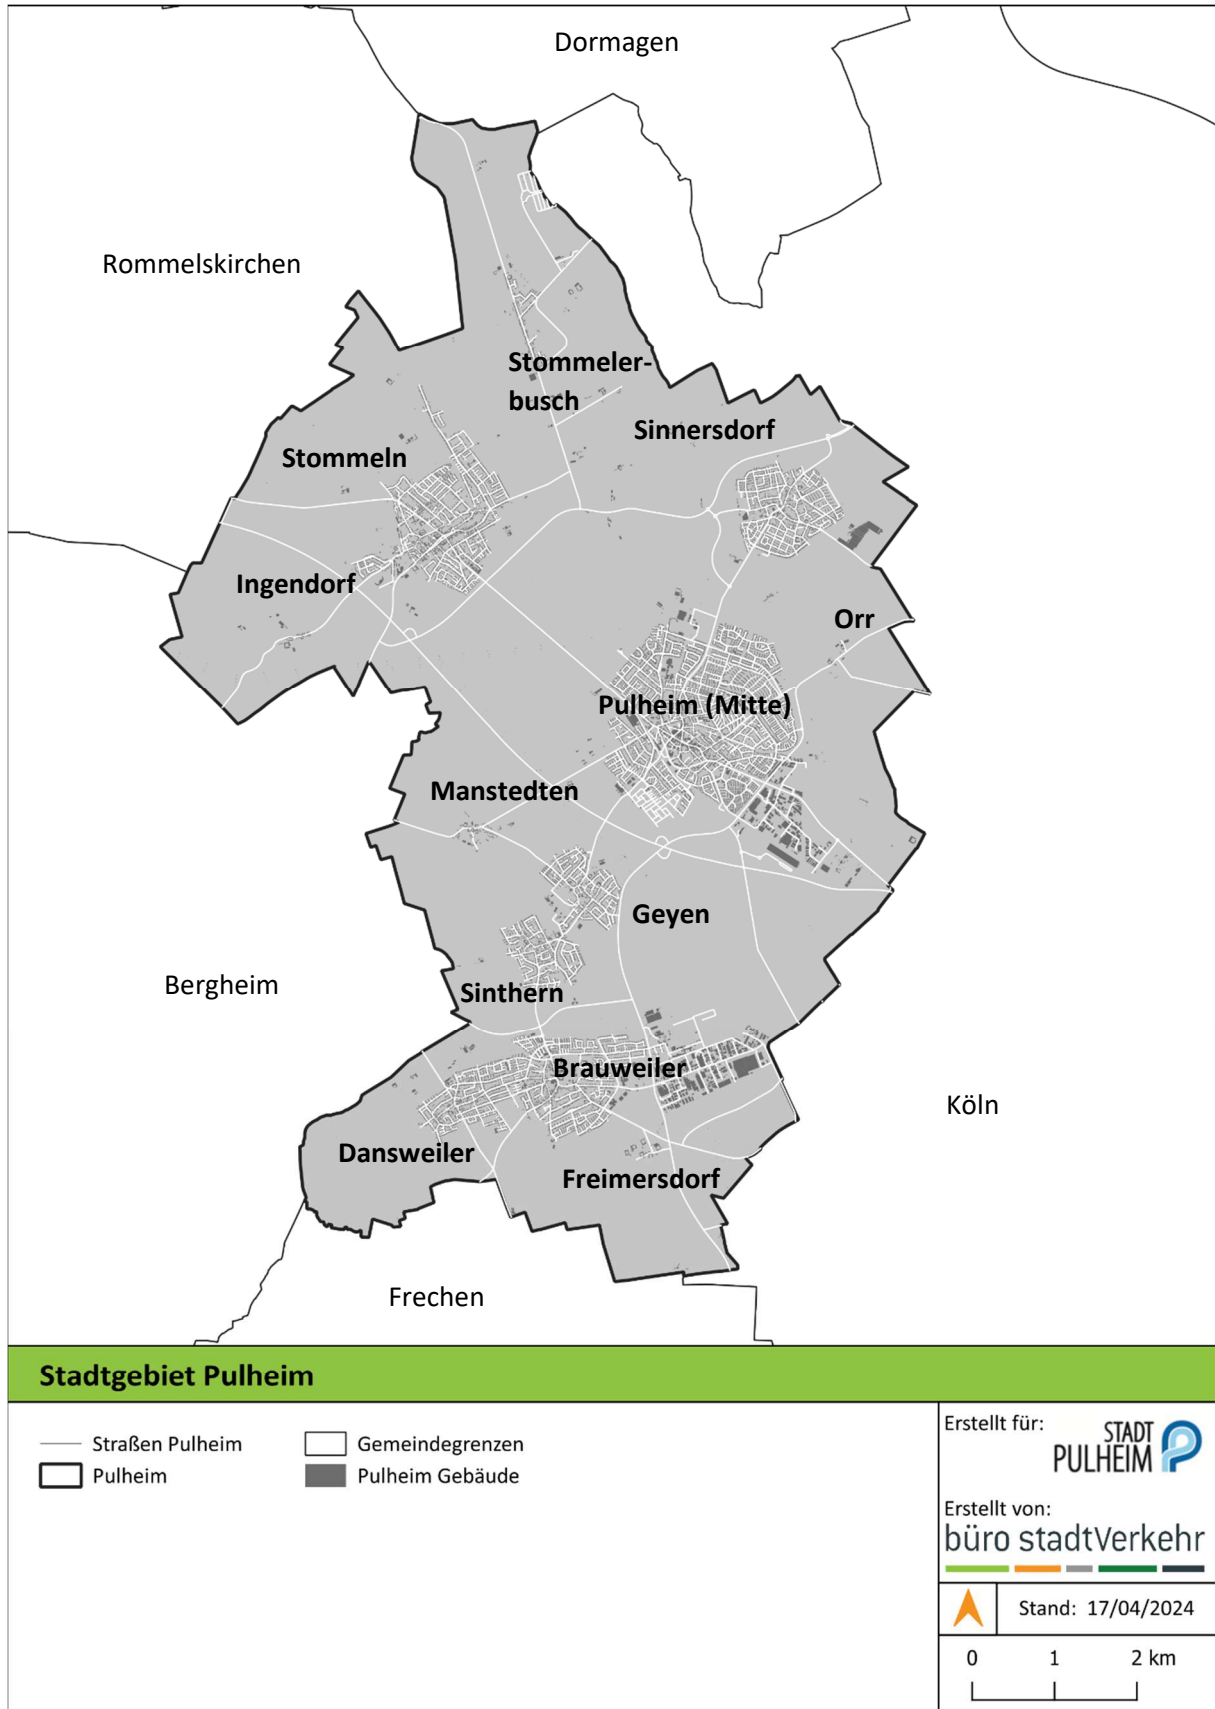 Dormagen
Rommelskirchen
Stommeler-
busch
Sinnersdorf
Stommeln
Ingendorf
Orr
Pulheim (Mitte)
Manstedten
Geyen
Bergheim
Sinthern
Brauweiler
Köln
Dansweiler
Freimersdorf
Frechen
Stadtgebiet Pulheim
Straßen Pulheim
Gemeindegrenzen
Pulheim
Pulheim Gebäude
Erstellt für:
STADT
PULHEIM
Erstellt von:
büro stadtVerkehr
Stand: 17/04/2024
0 1 2 km